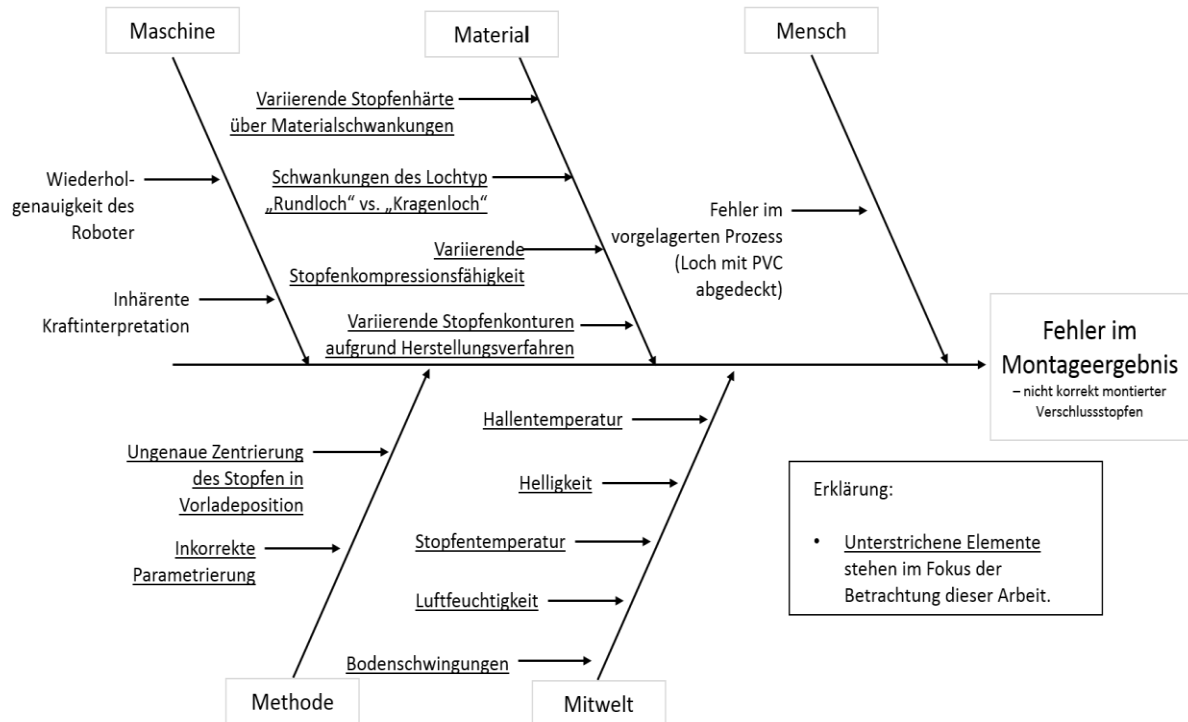 Maschine
Material
Mensch
Variierende Stopfenhärte
über Materialschwankungen
Wiederhol-
genauigkeit des
Roboter
Schwankungen des Lochtyp
„Rundloch“ vs. „Kragenloch“
Fehler im
vorgelagerten Prozess
(Loch mit PVC
abgedeckt)
Variierende
Stopfenkompressionsfähigkeit
Inhärente
Kraftinterpretation
Variierende Stopfenkonturen
aufgrund Herstellungsverfahren
Fehler im
Montageergebnis
– nicht korrekt montierter
Verschlussstopfen
Ungenaue Zentrierung
des Stopfen in
Vorladeposition
Inkorrekte
Parametrierung
Hallentemperatur
Helligkeit
Stopfentemperatur
Luftfeuchtigkeit
Bodenschwingungen
Erklärung:
• Unterstrichene Elemente
stehen im Fokus der
Betrachtung dieser Arbeit.
Methode
Mitwelt